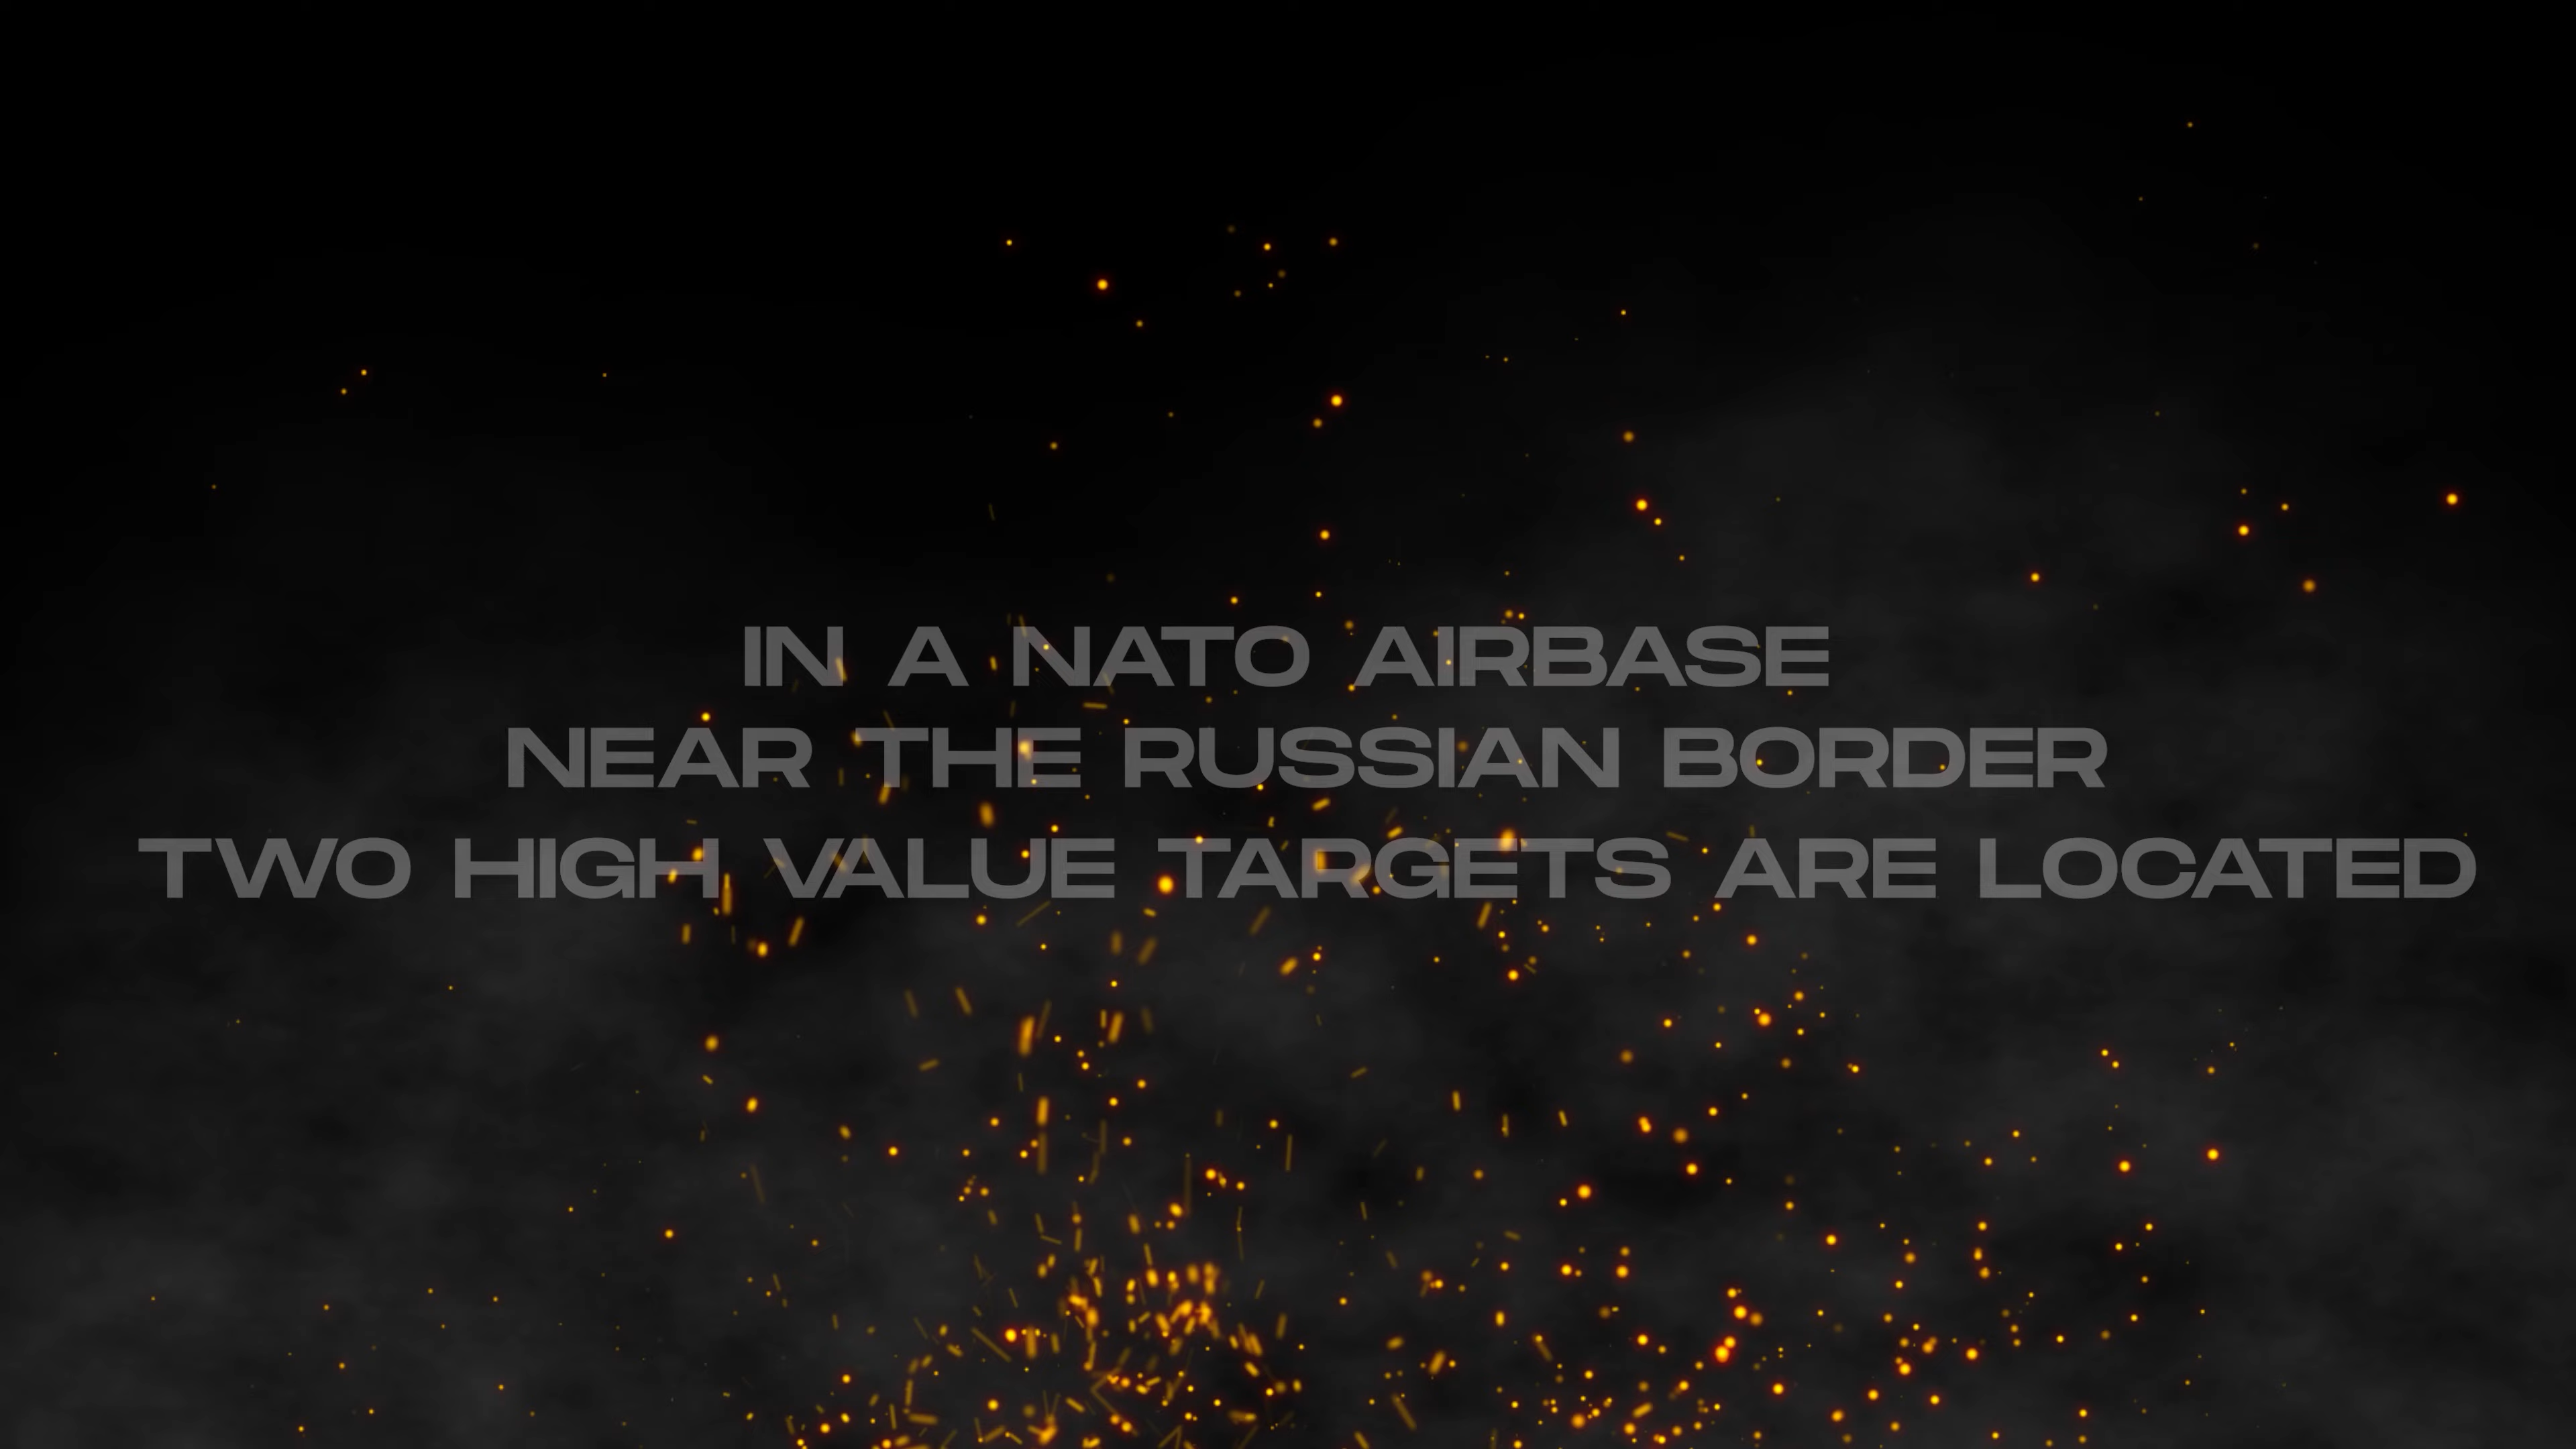 IN A NATO AIRBASE
NEAR THE RUSSIAN BORDER
TWO HIGH VALUE TARGETS ARE LOCATED